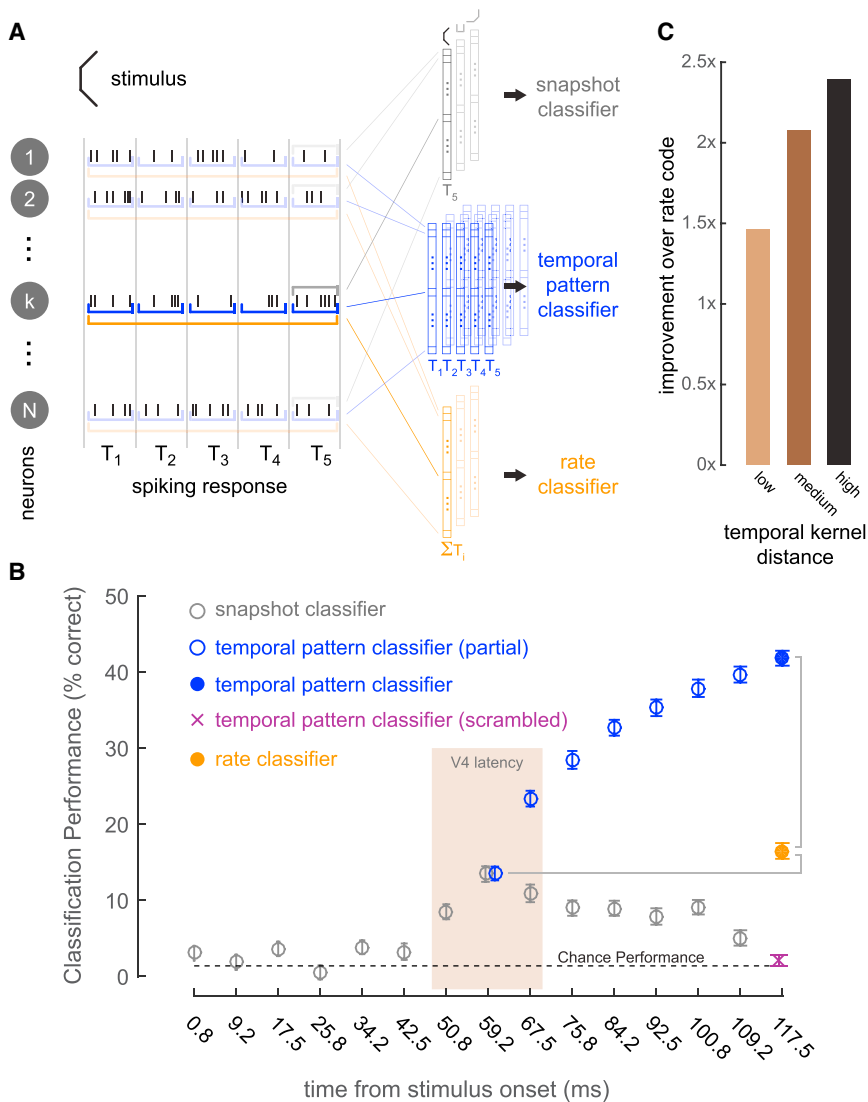 A
stimulus
1
2
k
N
neurons
T1 T2 T3 T4 T5
spiking response
T5
snapshot
classifier
T1T2T3T4T5
temporal
pattern
classifier
ΣTi
rate
classifier
C
improvement over rate code
2.5x
2x
1.5x
1x
0.5x
0x
low
medium
high
temporal kernel
distance
B
Classification Performance (% correct)
50
40
30
20
10
0
snapshot classifier
temporal pattern classifier (partial)
temporal pattern classifier
temporal pattern classifier (scrambled)
rate classifier
V4 latency
Chance Performance
0.8 9.2 17.5 25.8 34.2 42.5 50.8 59.2 67.5 75.8 84.2 92.5 100.8 109.2 117.5
time from stimulus onset (ms)